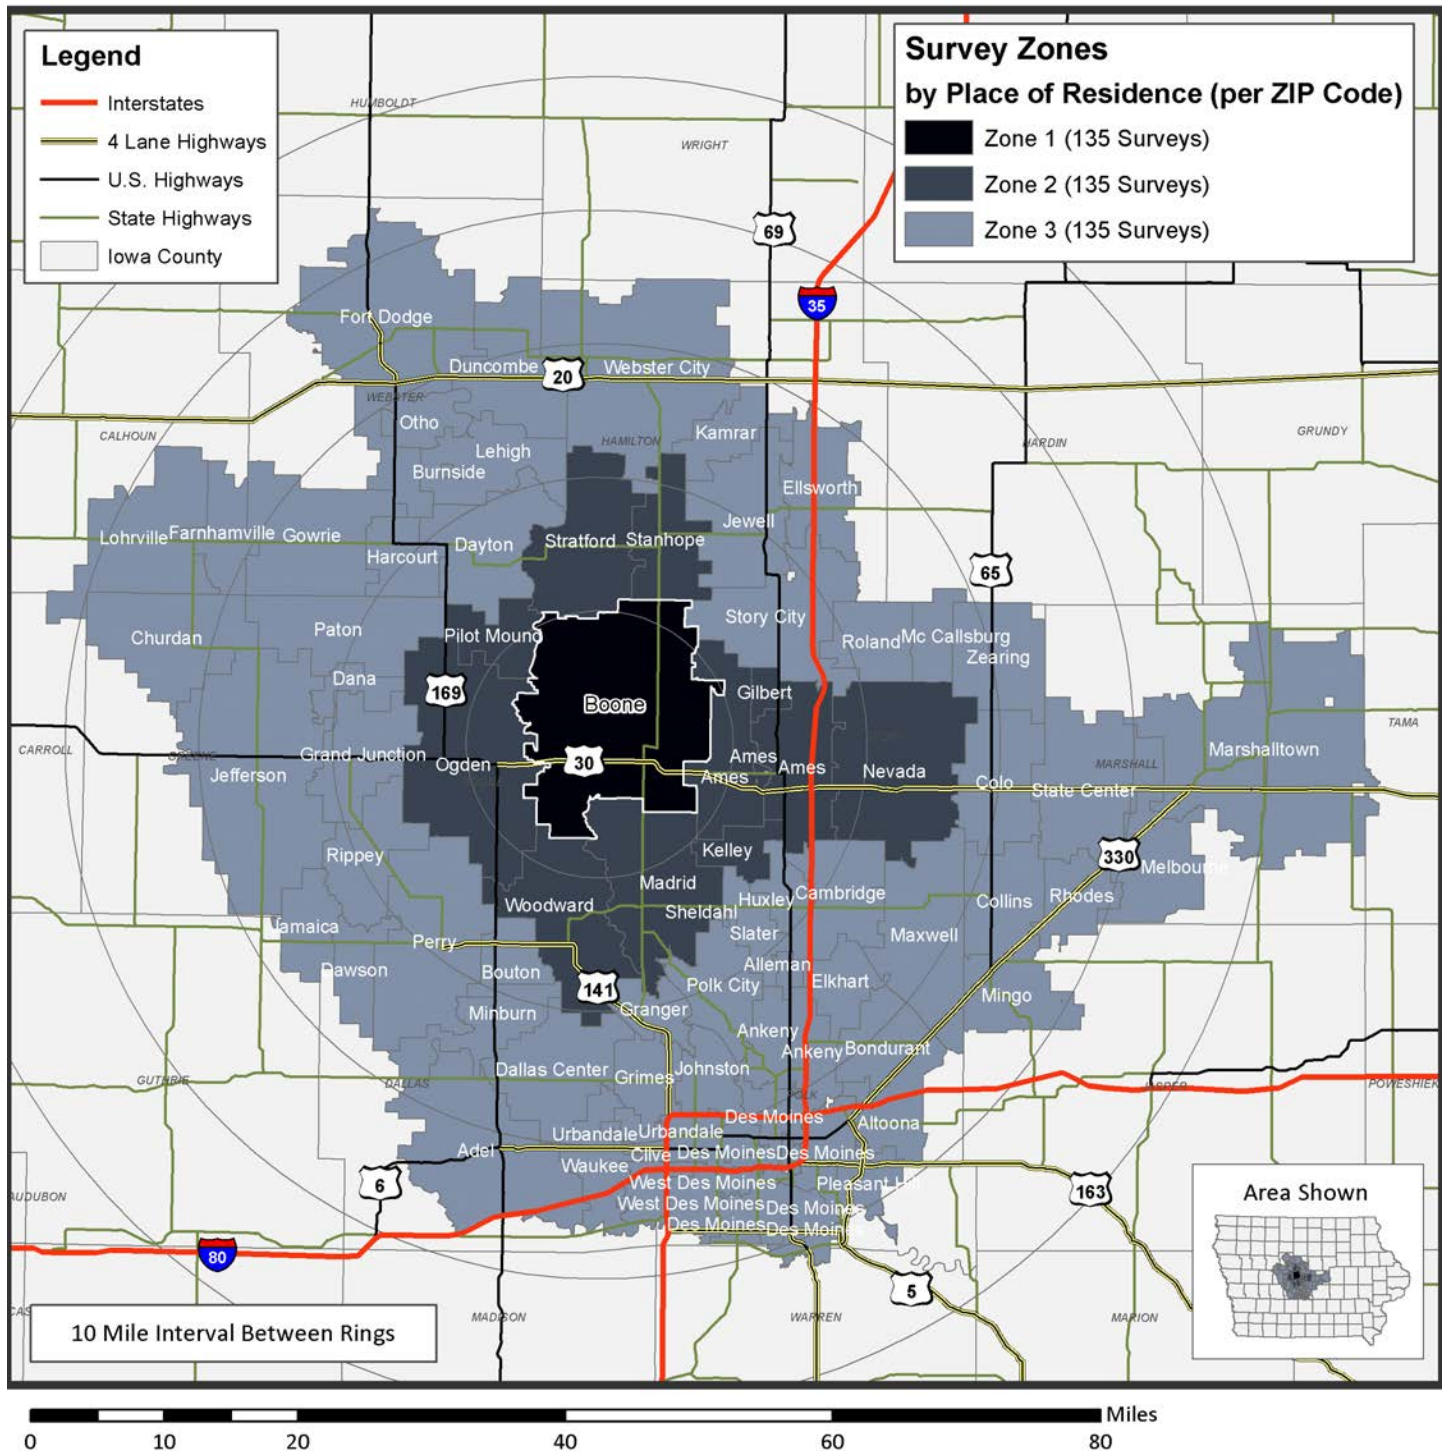 Legend
Interstates
4 Lane Highways
U.S. Highways
State Highways
Iowa County
Survey Zones
by Place of Residence (per ZIP Code)
Zone 1 (135 Surveys)
Zone 2 (135 Surveys)
Zone 3 (135 Surveys)
HUMBOLDT
WRIGHT
69
35
Fort Dodge
Duncombe
20
Webster City
WEBSTER
CALHOUN
Otho
Lehigh
HAMILTON
Kamrar
HARDIN
GRUNDY
Burnside
Ellsworth
Lohrville
Farnhamville
Gowrie
Harcourt
Dayton
Stratford
Stanhope
Jewell
65
Churdan
Paton
Pilot Mound
Story City
Roland
Mc Callsburg
Zearing
Dana
169
Boone
Gilbert
CARROLL
GREENE
Grand Junction
Jefferson
Ogden
30
Ames
Ames
Ames
Nevada
Colo
State Center
MARSHALL
Marshalltown
TAMA
Rippey
Kelley
330
Melbourne
Madrid
Woodward
Sheldahl
Huxley
Cambridge
Collins
Rhodes
Jamaica
Perry
Slater
Maxwell
Dawson
Bouton
Alleman
Elkhart
141
Polk City
Minburn
Granger
Mingo
Ankeny
Ankeny
Bondurant
GUTHRIE
DALLAS
Dallas Center
Grimes
Johnston
JASPER
POWESHIEK
POLK
Des Moines
Altoona
Urbandale
Urbandale
Adel
Clive
Des Moines
Des Moines
Waukee
6
West Des Moines
Pleasant Hill
163
AUDUBON
West Des Moines
Des Moines
Des Moines
Des Moines
80
5
CAS
MADISON
WARREN
MARION
10 Mile Interval Between Rings
Area Shown
Miles
0 10 20 40 60 80